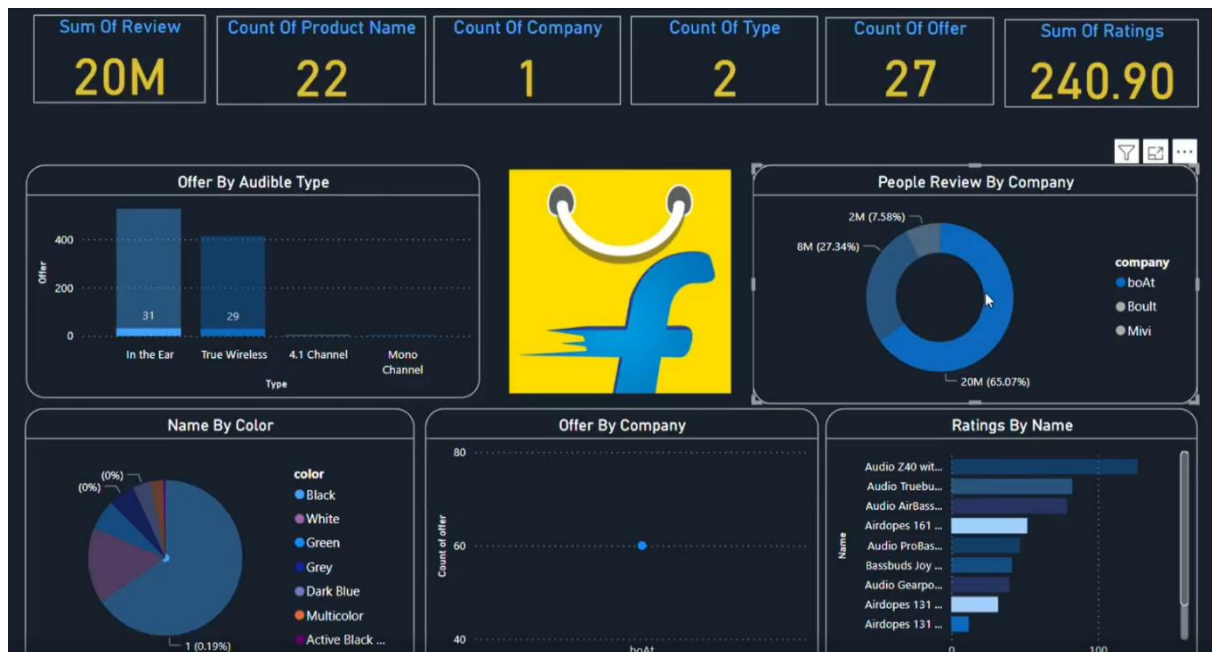 Sum Of Review
20M
Count Of Product Name
22
Count Of Company
1
Count Of Type
2
Count Of Offer
27
Sum Of Ratings
240.90
Offer By Audible Type
Offer
400
200
0
31
29
In the Ear
True Wireless
4.1 Channel
Mono
Channel
Type
People Review By Company
2M (7.58%)
8M (27.34%)
20M (65.07%)
company
boAt
Boult
Mivi
Name By Color
(0%)
(0%)
1 (0.19%)
color
Black
White
Green
Grey
Dark Blue
Multicolor
Active Black ...
Offer By Company
Count of offer
80
60
40
boAt
Ratings By Name
Name
Audio Z40 wit...
Audio Truebu...
Audio AirBass...
Airdopes 161 ...
Audio ProBas...
Bassbuds Joy ...
Audio Gearpo...
Airdopes 131 ...
Airdopes 131 ...
0
100